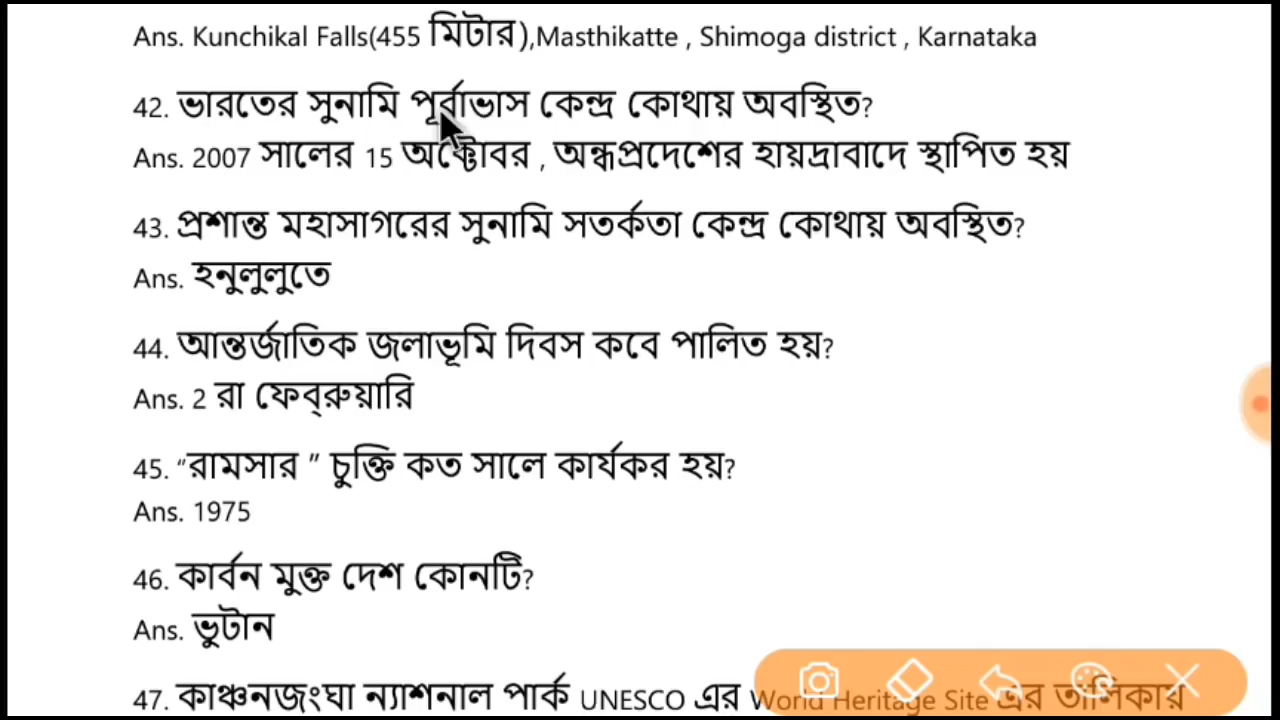 Ans. Kunchikal Falls(455 মিটার),Masthikatte , Shimoga district , Karnataka
42. ভারতের সুনামি পূর্বাভাস কেন্দ্র কোথায় অবস্থিত?
Ans. 2007 সালের 15 অক্টোবর , অন্ধপ্রদেশের হায়দ্রাবাদে স্থাপিত হয়
43. প্রশান্ত মহাসাগরের সুনামি সতর্কতা কেন্দ্র কোথায় অবস্থিত?
Ans. হনুলুলুতে
44. আন্তর্জাতিক জলাভূমি দিবস কবে পালিত হয়?
Ans. 2 রা ফেব্রুয়ারি
45. “রামসার ” চুক্তি কত সালে কার্যকর হয়?
Ans. 1975
46. কার্বন মুক্ত দেশ কোনটি?
Ans. ভুটান
47. কাঞ্চনজংঘা ন্যাশনাল পার্ক UNESCO এর World Heritage Site এর তালিকায়